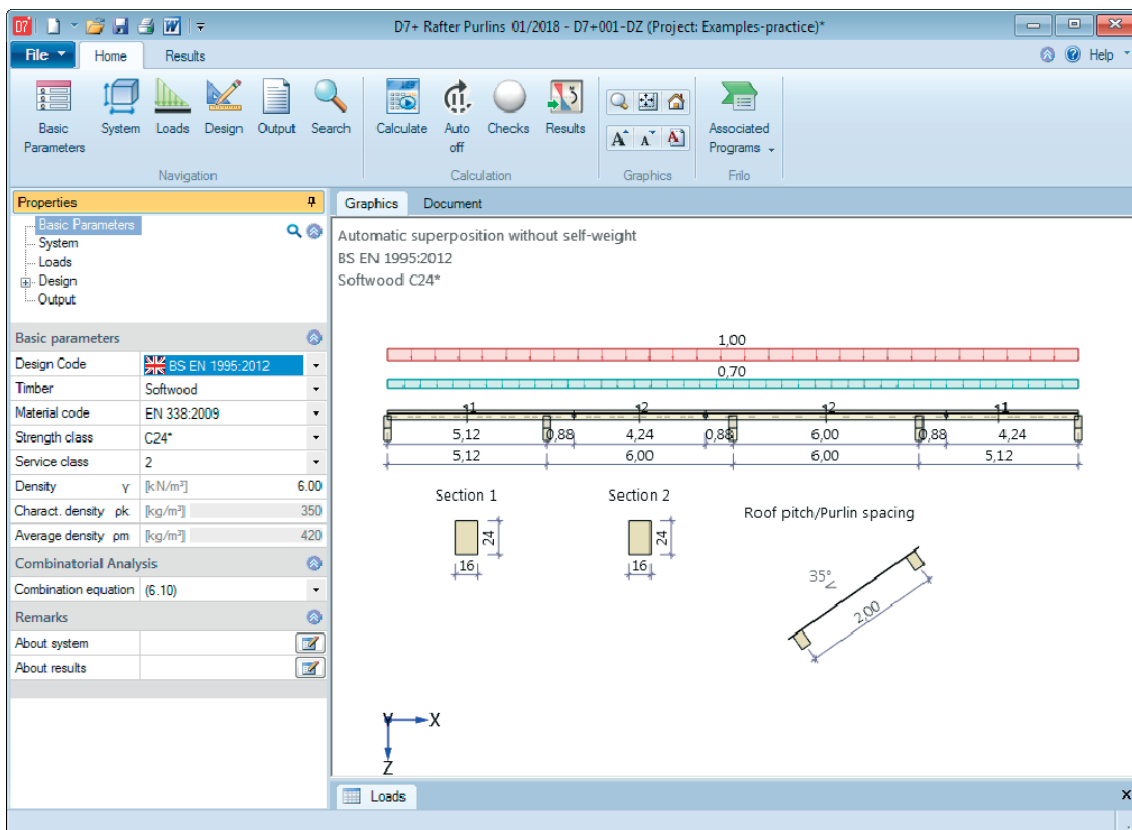 D7+ Rafter Purlins 01/2018 - D7+001-DZ (Project: Examples-practice)*
File Home Results Help
Basic Parameters
System
Loads
Design
Output
Search
Calculate
Auto off
Checks
Results
Associated Programs
Navigation
Calculation
Graphics
Frilo
Properties
Basic Parameters
System
Loads
Design
Output
Basic parameters
Design Code BS EN 1995:2012
Timber Softwood
Material code EN 338:2009
Strength class C24*
Service class 2
Density γ [kN/m³] 6.00
Charact. density ρk [kg/m³] 350
Average density ρm [kg/m³] 420
Combinatorial Analysis
Combination equation (6.10)
Remarks
About system
About results
Graphics Document
Automatic superposition without self-weight
BS EN 1995:2012
Softwood C24*
1,00
0,70
1 2 2 1
5,12 0,88 4,24 0,88 6,00 0,88 4,24
5,12 6,00 6,00 5,12
Section 1
24
16
Section 2
24
16
Roof pitch/Purlin spacing
35°
2,00
Y X
Z
Loads